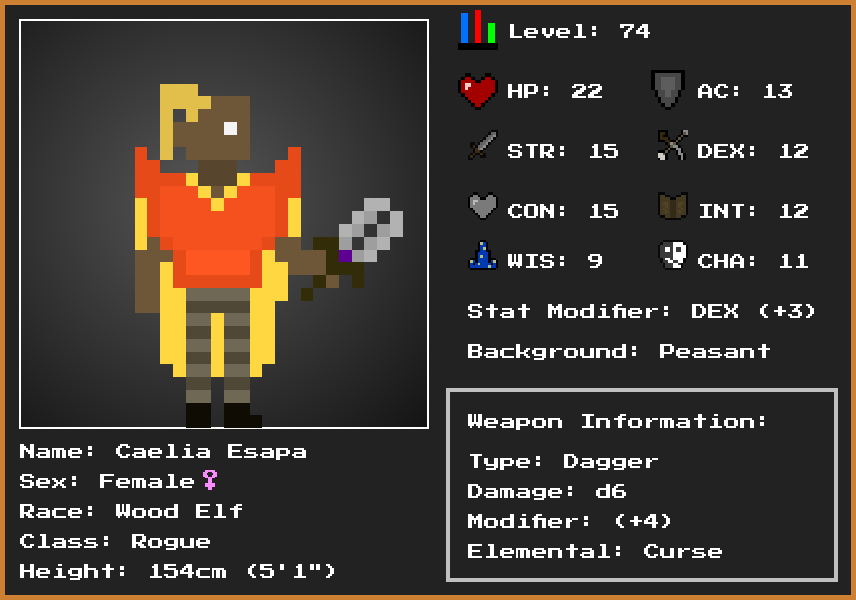 Level: 74
HP: 22 AC: 13
STR: 15 DEX: 12
CON: 15 INT: 12
WIS: 9 CHA: 11
Stat Modifier: DEX (+3)
Background: Peasant
Weapon Information:
Type: Dagger
Damage: d6
Modifier: (+4)
Elemental: Curse
Name: Caelia Esapa
Sex: Female♀
Race: Wood Elf
Class: Rogue
Height: 154cm (5'1")